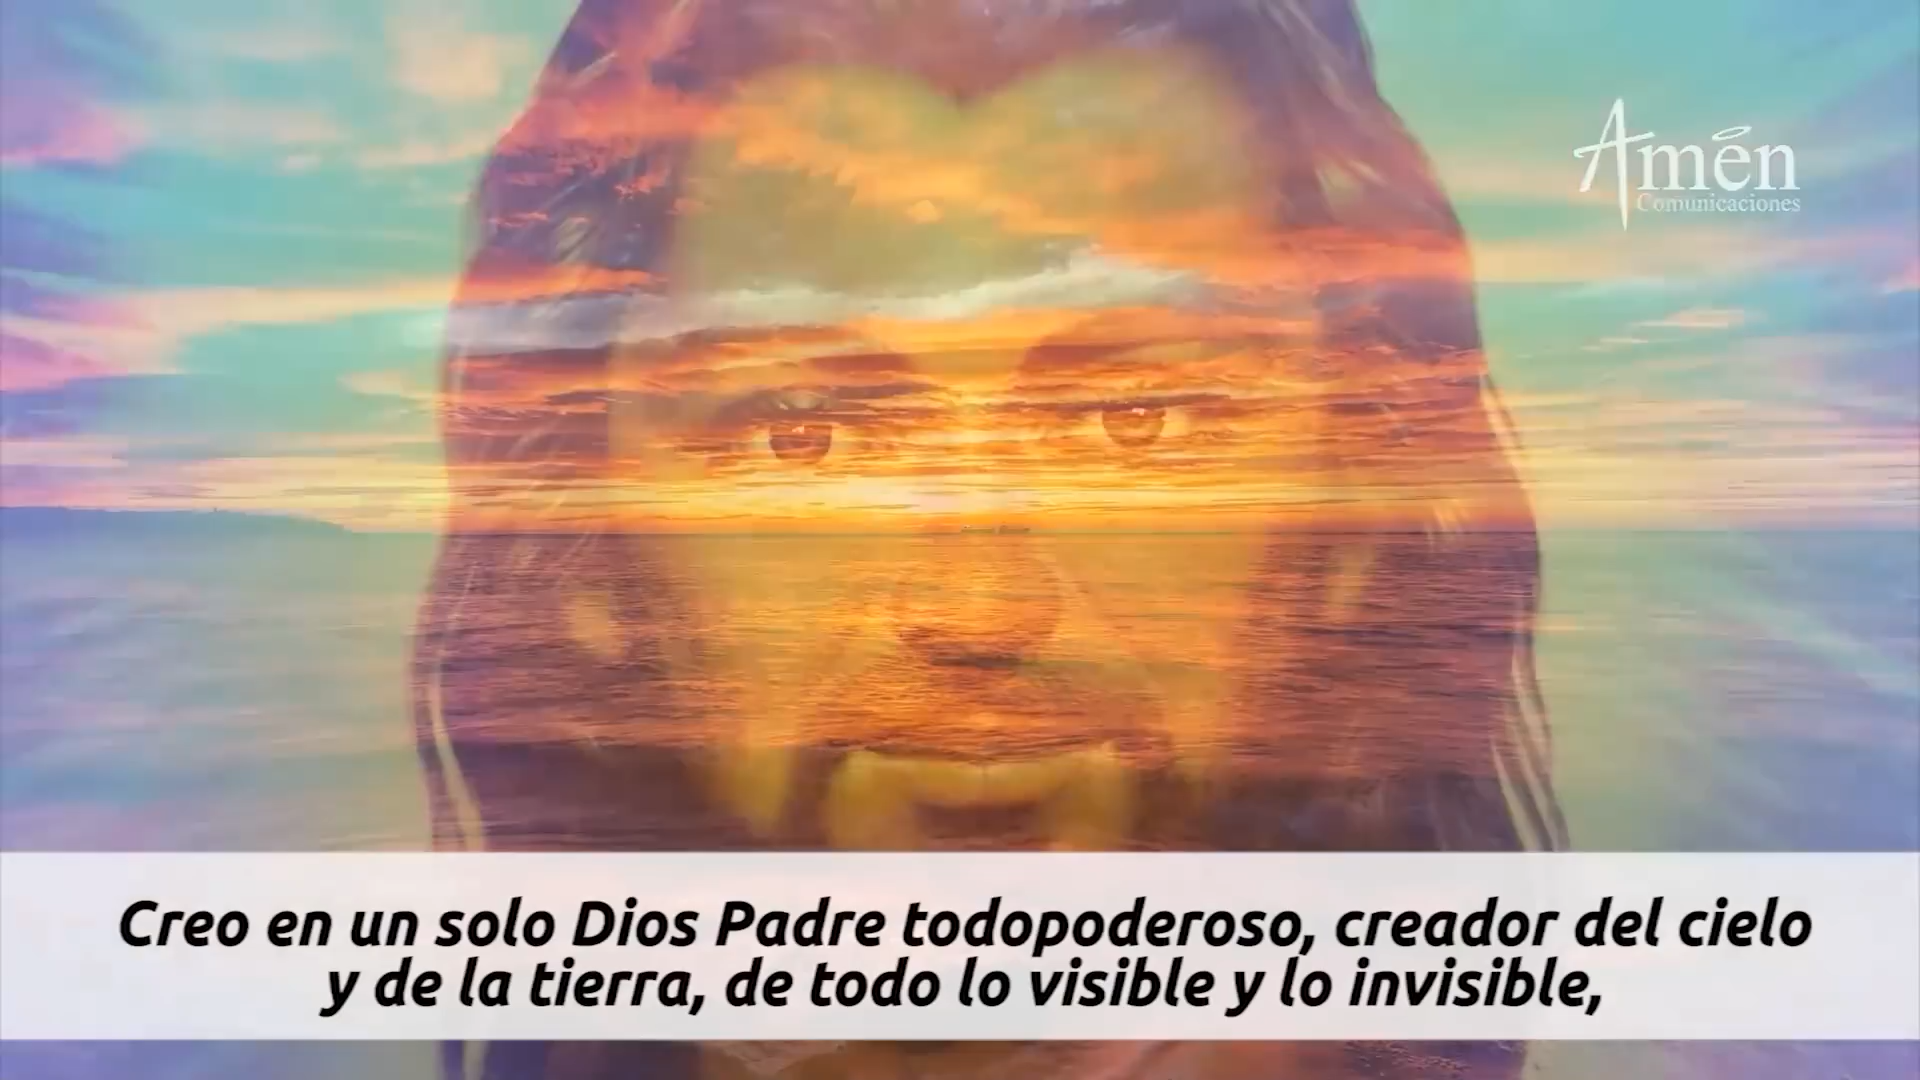 Amén
Comunicaciones
Creo en un solo Dios Padre todopoderoso, creador del cielo
y de la tierra, de todo lo visible y lo invisible,